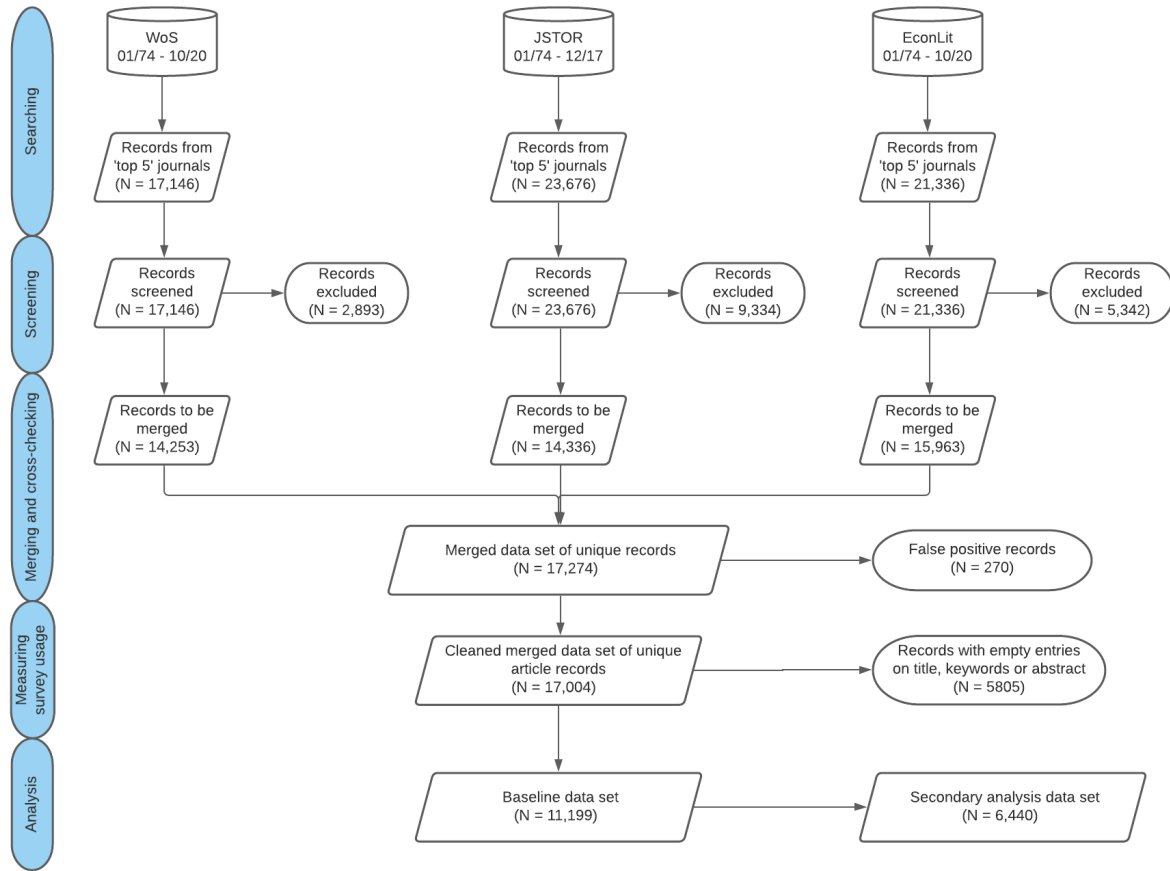 Searching
WoS
01/74 - 10/20
JSTOR
01/74 - 12/17
EconLit
01/74 - 10/20
Records from
'top 5' journals
(N = 17,146)
Records from
'top 5' journals
(N = 23,676)
Records from
'top 5' journals
(N = 21,336)
Screening
Records
screened
(N = 17,146)
Records
excluded
(N = 2,893)
Records
screened
(N = 23,676)
Records
excluded
(N = 9,334)
Records
screened
(N = 21,336)
Records
excluded
(N = 5,342)
Merging and cross-checking
Records to be
merged
(N = 14,253)
Records to be
merged
(N = 14,336)
Records to be
merged
(N = 15,963)
Merged data set of unique records
(N = 17,274)
False positive records
(N = 270)
Measuring
survey usage
Cleaned merged data set of unique
article records
(N = 17,004)
Records with empty entries
on title, keywords or abstract
(N = 5805)
Analysis
Baseline data set
(N = 11,199)
Secondary analysis data set
(N = 6,440)